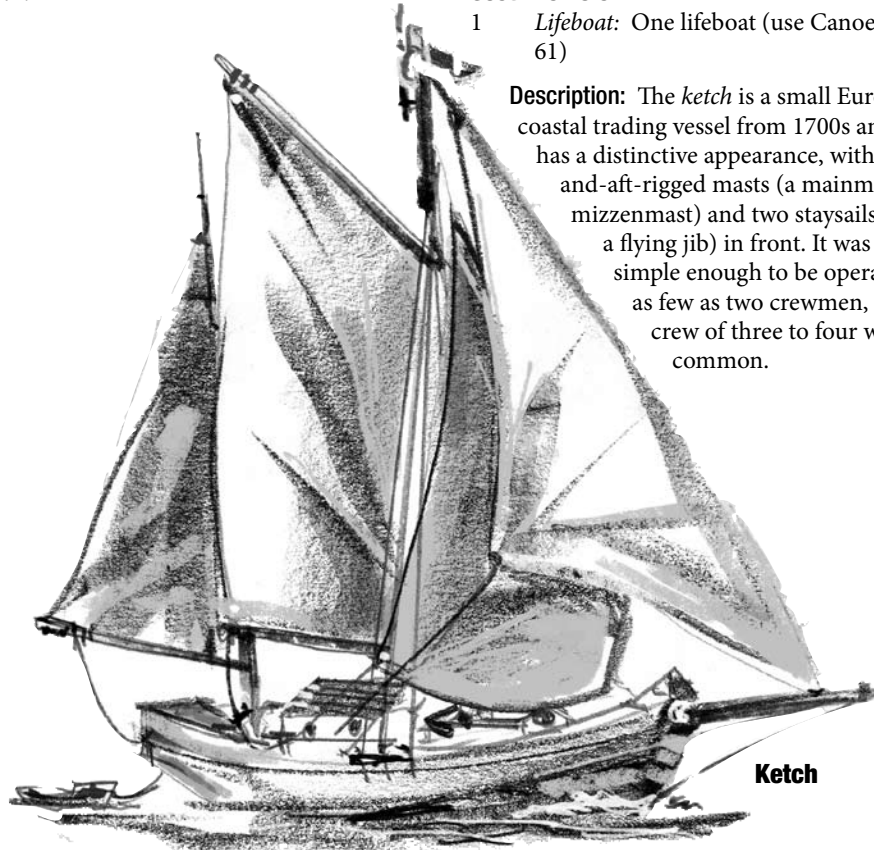 1 Lifeboat: One lifeboat (use Canoe
61)
Description: The ketch is a small Euro
coastal trading vessel from 1700s an
has a distinctive appearance, with
and-aft-rigged masts (a mainm
mizzenmast) and two staysails
a flying jib) in front. It was
simple enough to be opera
as few as two crewmen,
crew of three to four w
common.
Ketch